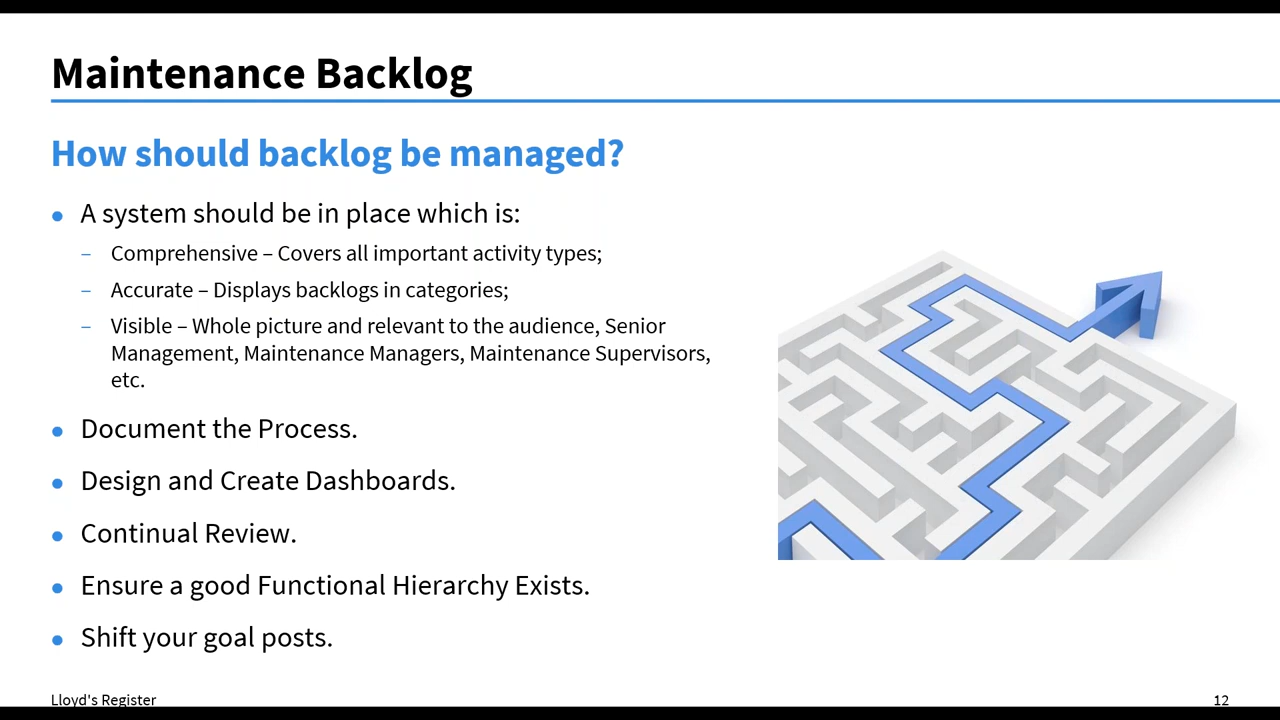 Maintenance Backlog
How should backlog be managed?
● A system should be in place which is:
– Comprehensive – Covers all important activity types;
– Accurate – Displays backlogs in categories;
– Visible – Whole picture and relevant to the audience, Senior
Management, Maintenance Managers, Maintenance Supervisors,
etc.
● Document the Process.
● Design and Create Dashboards.
● Continual Review.
● Ensure a good Functional Hierarchy Exists.
● Shift your goal posts.
Lloyd's Register
12